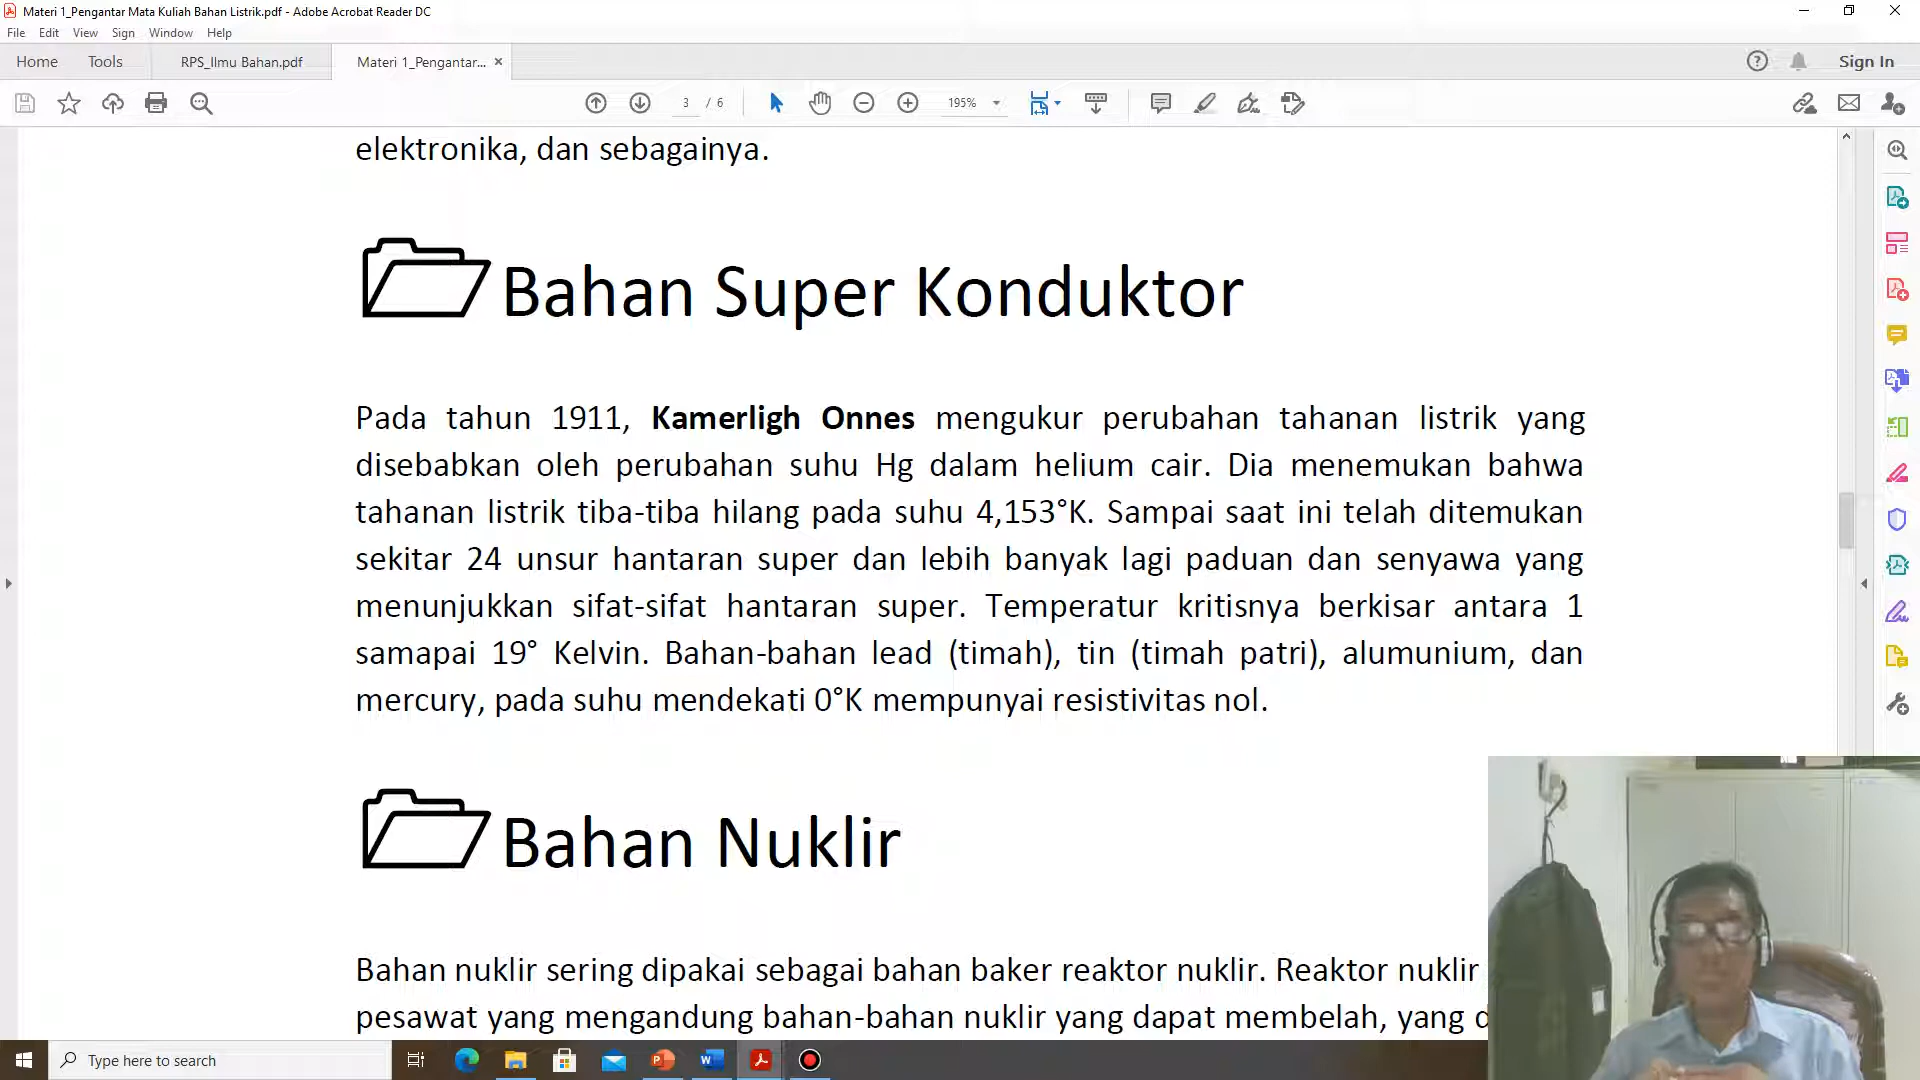 Materi 1_Pengantar Mata Kuliah Bahan Listrik.pdf - Adobe Acrobat Reader DC
File Edit View Sign Window Help
Home Tools RPS_Ilmu Bahan.pdf Materi 1_Pengantar... Sign In
3 / 6 195%
elektronika, dan sebagainya.
Bahan Super Konduktor
Pada tahun 1911, Kamerligh Onnes mengukur perubahan tahanan listrik yang
disebabkan oleh perubahan suhu Hg dalam helium cair. Dia menemukan bahwa
tahanan listrik tiba-tiba hilang pada suhu 4,153°K. Sampai saat ini telah ditemukan
sekitar 24 unsur hantaran super dan lebih banyak lagi paduan dan senyawa yang
menunjukkan sifat-sifat hantaran super. Temperatur kritisnya berkisar antara 1
samapai 19° Kelvin. Bahan-bahan lead (timah), tin (timah patri), alumunium, dan
mercury, pada suhu mendekati 0°K mempunyai resistivitas nol.
Bahan Nuklir
Bahan nuklir sering dipakai sebagai bahan baker reaktor nuklir. Reaktor nuklir
pesawat yang mengandung bahan-bahan nuklir yang dapat membelah, yang
Type here to search